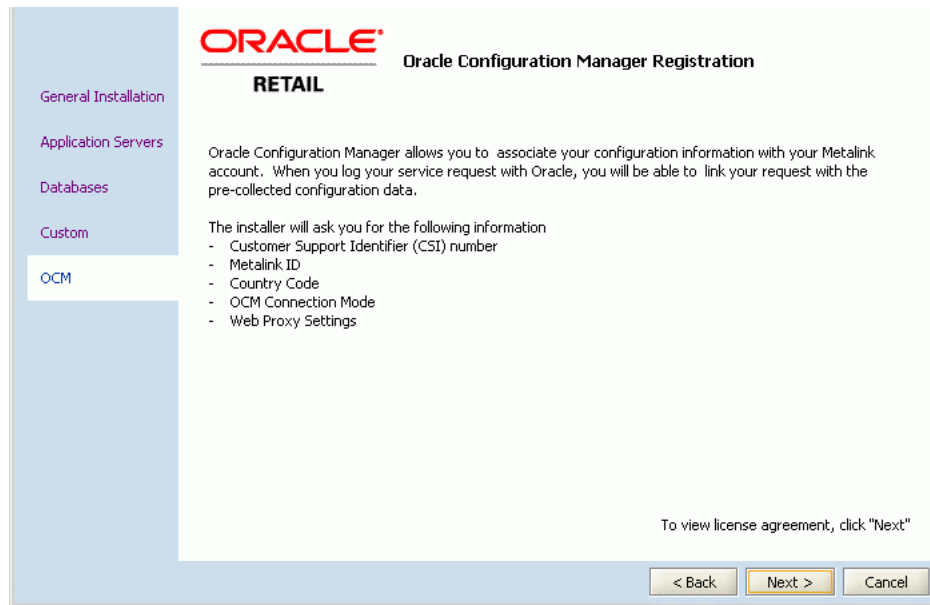 ORACLE
RETAIL
Oracle Configuration Manager Registration
General Installation
Application Servers
Databases
Custom
OCM
Oracle Configuration Manager allows you to associate your configuration information with your Metalink
account. When you log your service request with Oracle, you will be able to link your request with the
pre-collected configuration data.
The installer will ask you for the following information
- Customer Support Identifier (CSI) number
- Metalink ID
- Country Code
- OCM Connection Mode
- Web Proxy Settings
To view license agreement, click "Next"
< Back
Next >
Cancel